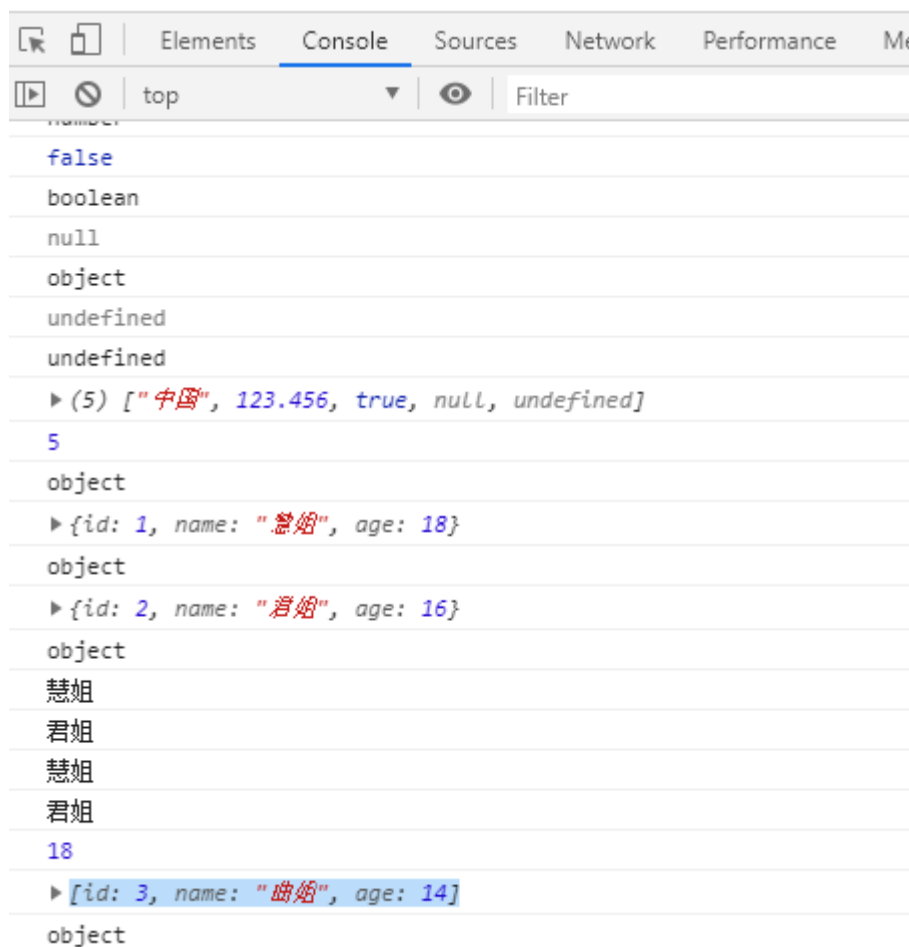 Elements Console Sources Network Performance
top Filter
false
boolean
null
object
undefined
undefined
(5) ["中国", 123.456, true, null, undefined]
5
object
{id: 1, name: "慧姐", age: 18}
object
{id: 2, name: "君姐", age: 16}
object
慧姐
君姐
慧姐
君姐
18
[id: 3, name: "曲姐", age: 14]
object